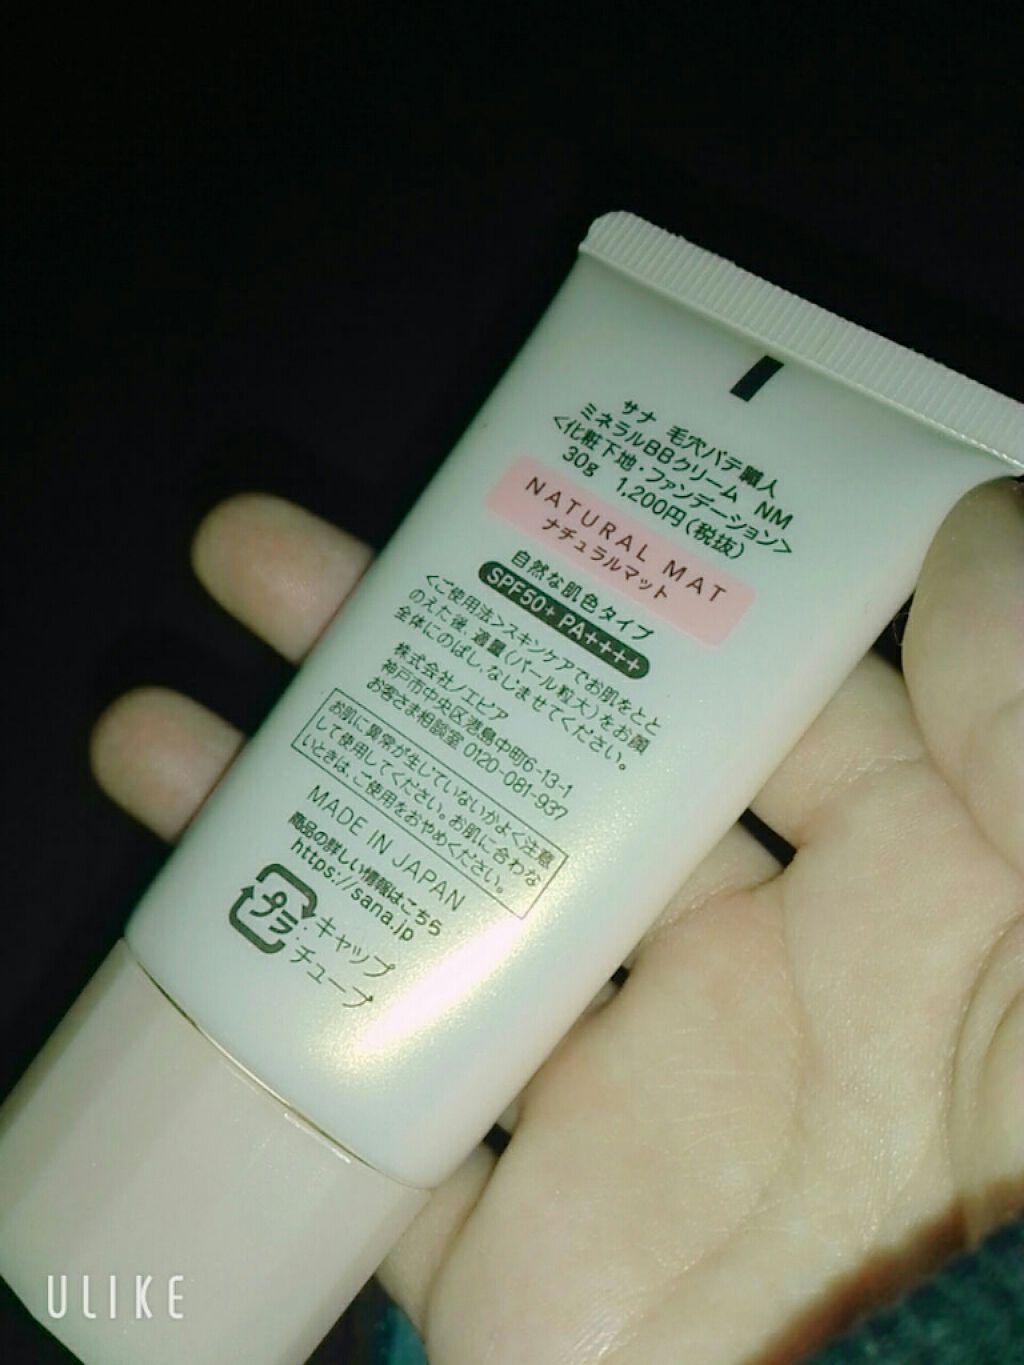 サナ 毛穴パテ職人
ミネラルBBクリーム NM
<化粧下地・ファンデーション>
30g 1,200円(税抜)
NATURAL MAT
ナチュラルマット
自然な肌色タイプ
SPF50+ PA++++
<ご使用法>スキンケアでお肌をとと
のえた後、適量(パール粒大)をお顔
全体にのばし、なじませてください。
株式会社ノエビア
神戸市中央区港島中町6-13-1
お客さま相談室 0120-081-937
お肌に異常が生じていないかよく注意
して使用してください。お肌に合わな
いときは、ご使用をおやめください。
MADE IN JAPAN
商品の詳しい情報はこちら
https://sana.jp
プラ:キャップ
チューブ
ULIKE